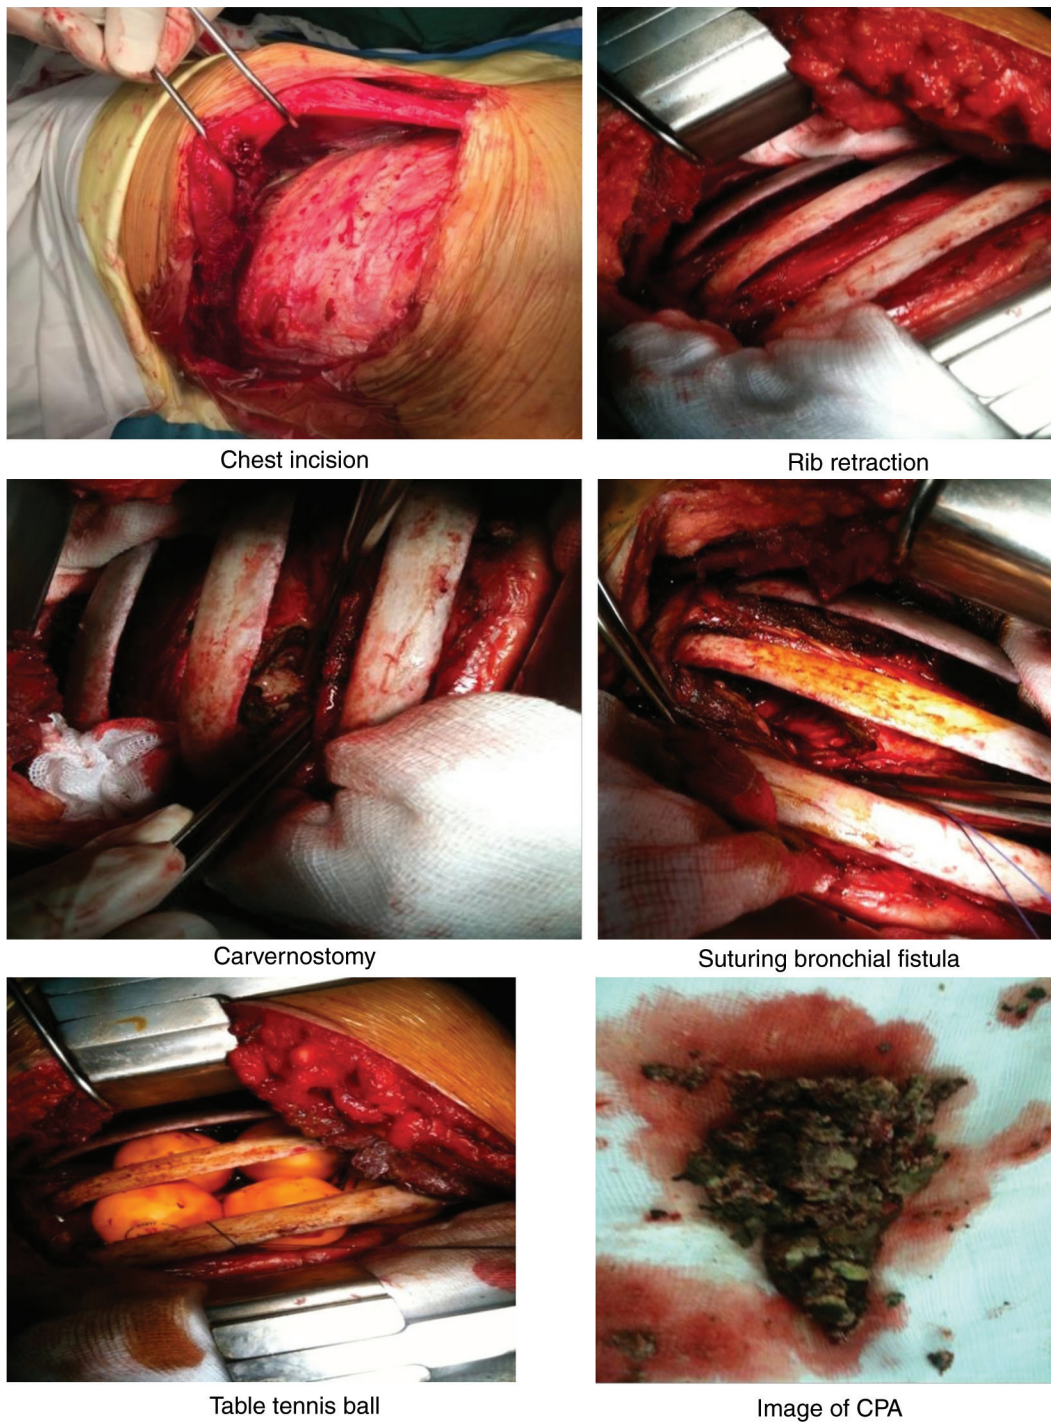 Chest incision
Rib retraction
Carvernostomy
Suturing bronchial fistula
Table tennis ball
Image of CPA